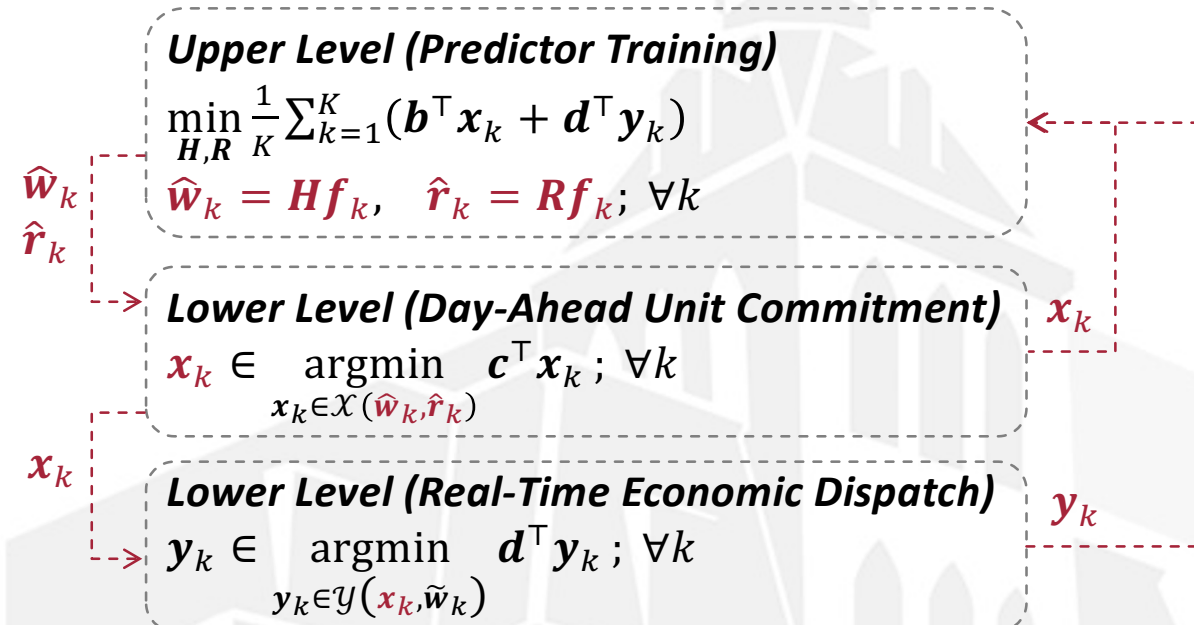 Upper Level (Predictor Training)
min_{H,R} 1/K ∑_{k=1}^{K} (b^⊤ x_k + d^⊤ y_k)
ŵ_k = Hf_k, r̂_k = Rf_k; ∀k
ŵ_k
r̂_k
Lower Level (Day-Ahead Unit Commitment)
x_k ∈ argmin_{x_k∈𝒳(ŵ_k,r̂_k)} c^⊤ x_k ; ∀k
x_k
x_k
Lower Level (Real-Time Economic Dispatch)
y_k ∈ argmin_{y_k∈𝒴(x_k,w̃_k)} d^⊤ y_k ; ∀k
y_k